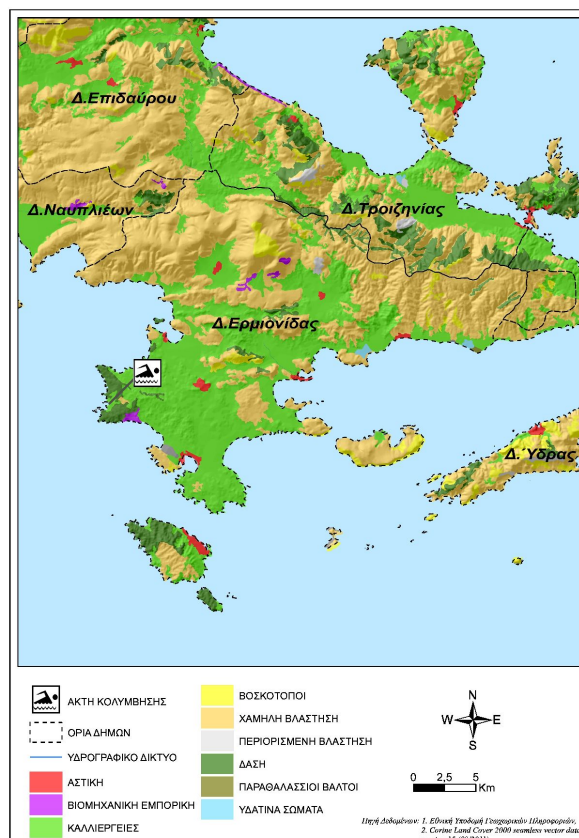 Δ.Επιδαύρου
Δ.Ναυπλιέων
Δ.Τροιζηνίας
Δ.Ερμιονίδας
Δ.Ύδρας
ΑΚΤΗ ΚΟΛΥΜΒΗΣΗΣ
ΟΡΙΑ ΔΗΜΩΝ
ΥΔΡΟΓΡΑΦΙΚΟ ΔΙΚΤΥΟ
ΑΣΤΙΚΗ
ΒΙΟΜΗΧΑΝΙΚΗ ΕΜΠΟΡΙΚΗ
ΚΑΛΛΙΕΡΓΕΙΕΣ
ΒΟΣΚΟΤΟΠΟΙ
ΧΑΜΗΛΗ ΒΛΑΣΤΗΣΗ
ΠΕΡΙΟΡΙΣΜΕΝΗ ΒΛΑΣΤΗΣΗ
ΔΑΣΗ
ΠΑΡΑΘΑΛΑΣΣΙΟΙ ΒΑΛΤΟΙ
ΥΔΑΤΙΝΑ ΣΩΜΑΤΑ
N
W E
S
0 2,5 5
Km
Πηγή Δεδομένων: 1. Εθνική Υποδομή Γεωχωρικών Πληροφοριών,
2. Corine Land Cover 2000 seamless vector data